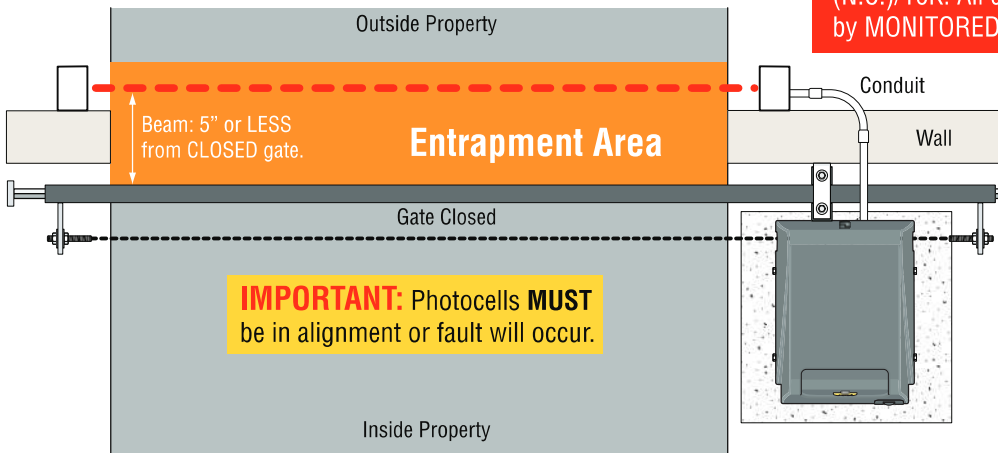 Outside Property
by MONITORED
Conduit
Beam: 5” or LESS
from CLOSED gate.
Entrapment Area
Wall
Gate Closed
IMPORTANT: Photocells MUST
be in alignment or fault will occur.
Inside Property